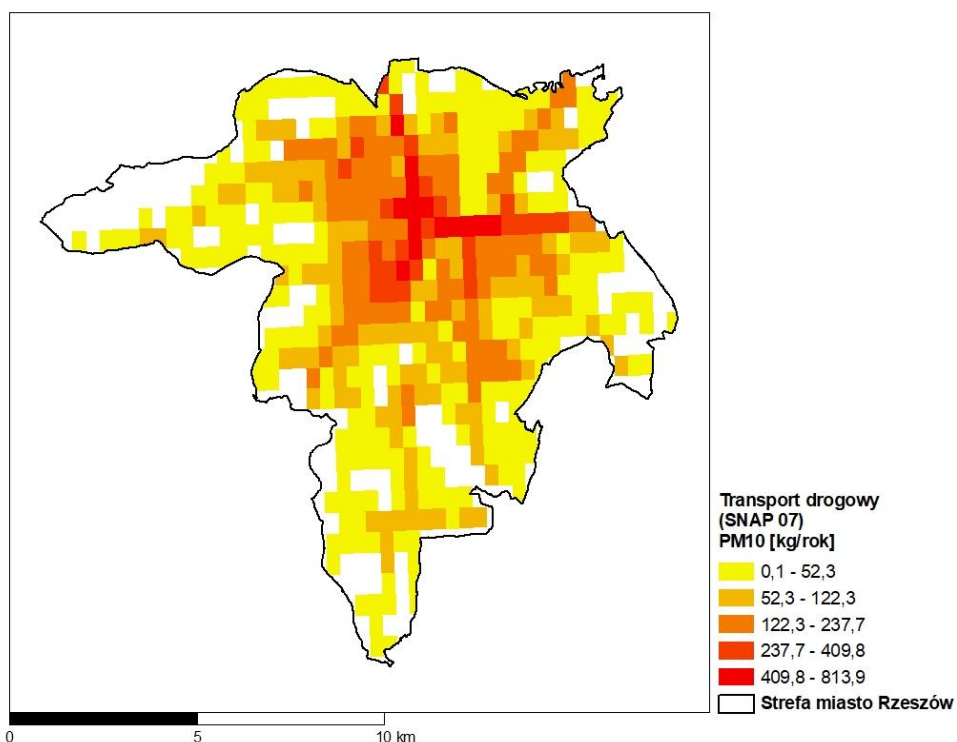 Transport drogowy
(SNAP 07)
PM10 [kg/rok]
0,1 - 52,3
52,3 - 122,3
122,3 - 237,7
237,7 - 409,8
409,8 - 813,9
Strefa miasto Rzeszów
0 5 10 km